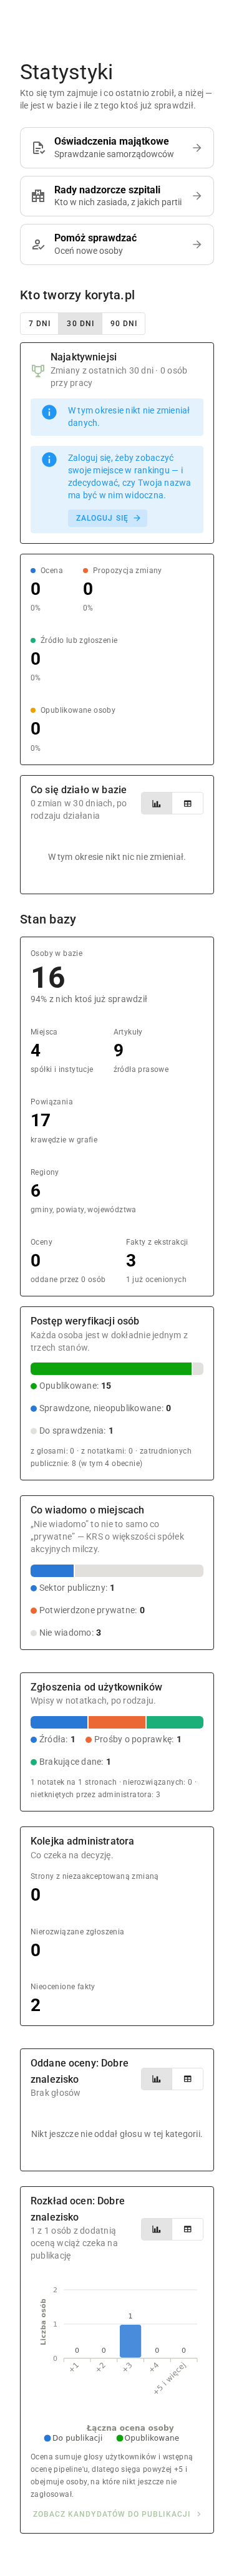 Statystyki
Kto się tym zajmuje i co ostatnio zrobił, a niżej —
ile jest w bazie i ile z tego ktoś już sprawdził.
Oświadczenia majątkowe
Sprawdzanie samorządowców
Rady nadzorcze szpitali
Kto w nich zasiada, z jakich partii
Pomóż sprawdzać
Oceń nowe osoby
Kto tworzy koryta.pl
7 DNI 30 DNI 90 DNI
Najaktywniejsi
Zmiany z ostatnich 30 dni · 0 osób
przy pracy
W tym okresie nikt nie zmieniał
danych.
Zaloguj się, żeby zobaczyć
swoje miejsce w rankingu — i
zdecydować, czy Twoja nazwa
ma być w nim widoczna.
ZALOGUJ SIĘ
Ocena Propozycja zmiany
0 0
0% 0%
Źródło lub zgłoszenie
0
0%
Opublikowane osoby
0
0%
Co się działo w bazie
0 zmian w 30 dniach, po
rodzaju działania
W tym okresie nikt nic nie zmieniał.
Stan bazy
Osoby w bazie
16
94% z nich ktoś już sprawdził
Miejsca Artykuły
4 9
spółki i instytucje źródła prasowe
Powiązania
17
krawędzie w grafie
Regiony
6
gminy, powiaty, województwa
Oceny Fakty z ekstrakcji
0 3
oddane przez 0 osób 1 już ocenionych
Postęp weryfikacji osób
Każda osoba jest w dokładnie jednym z
trzech stanów.
Opublikowane: 15
Sprawdzone, nieopublikowane: 0
Do sprawdzenia: 1
z głosami: 0 · z notatkami: 0 · zatrudnionych
publicznie: 8 (w tym 4 obecnie)
Co wiadomo o miejscach
„Nie wiadomo” to nie to samo co
„prywatne” — KRS o większości spółek
akcyjnych milczy.
Sektor publiczny: 1
Potwierdzone prywatne: 0
Nie wiadomo: 3
Zgłoszenia od użytkowników
Wpisy w notatkach, po rodzaju.
Źródła: 1 Prośby o poprawkę: 1
Brakujące dane: 1
1 notatek na 1 stronach · nierozwiązanych: 0 ·
nietkniętych przez administratora: 3
Kolejka administratora
Co czeka na decyzję.
Strony z niezaakceptowaną zmianą
0
Nierozwiązane zgłoszenia
0
Nieocenione fakty
2
Oddane oceny: Dobre
znalezisko
Brak głosów
Nikt jeszcze nie oddał głosu w tej kategorii.
Rozkład ocen: Dobre
znalezisko
1 z 1 osób z dodatnią
oceną wciąż czeka na
publikację
Liczba osób
2
1
0
0 0 1 0 0
+1 +2 +3 +4 +5 i więcej
Łączna ocena osoby
Do publikacji Opublikowane
Ocena sumuje głosy użytkowników i wstępną
ocenę pipeline'u, dlatego sięga powyżej +5 i
obejmuje osoby, na które nikt jeszcze nie
zagłosował.
ZOBACZ KANDYDATÓW DO PUBLIKACJI